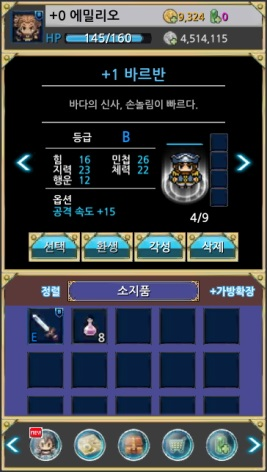 +0 에밀리오
9,324
0
HP 145/160
4,514,115
+1 바르반
바다의 신사, 손놀림이 빠르다.
등급 B
힘 16 민첩 26
지력 23 체력 22
행운 12
옵션
공격 속도 +15
4/9
선택 환생 각성 삭제
정렬 소지품 +가방확장
E 8
new